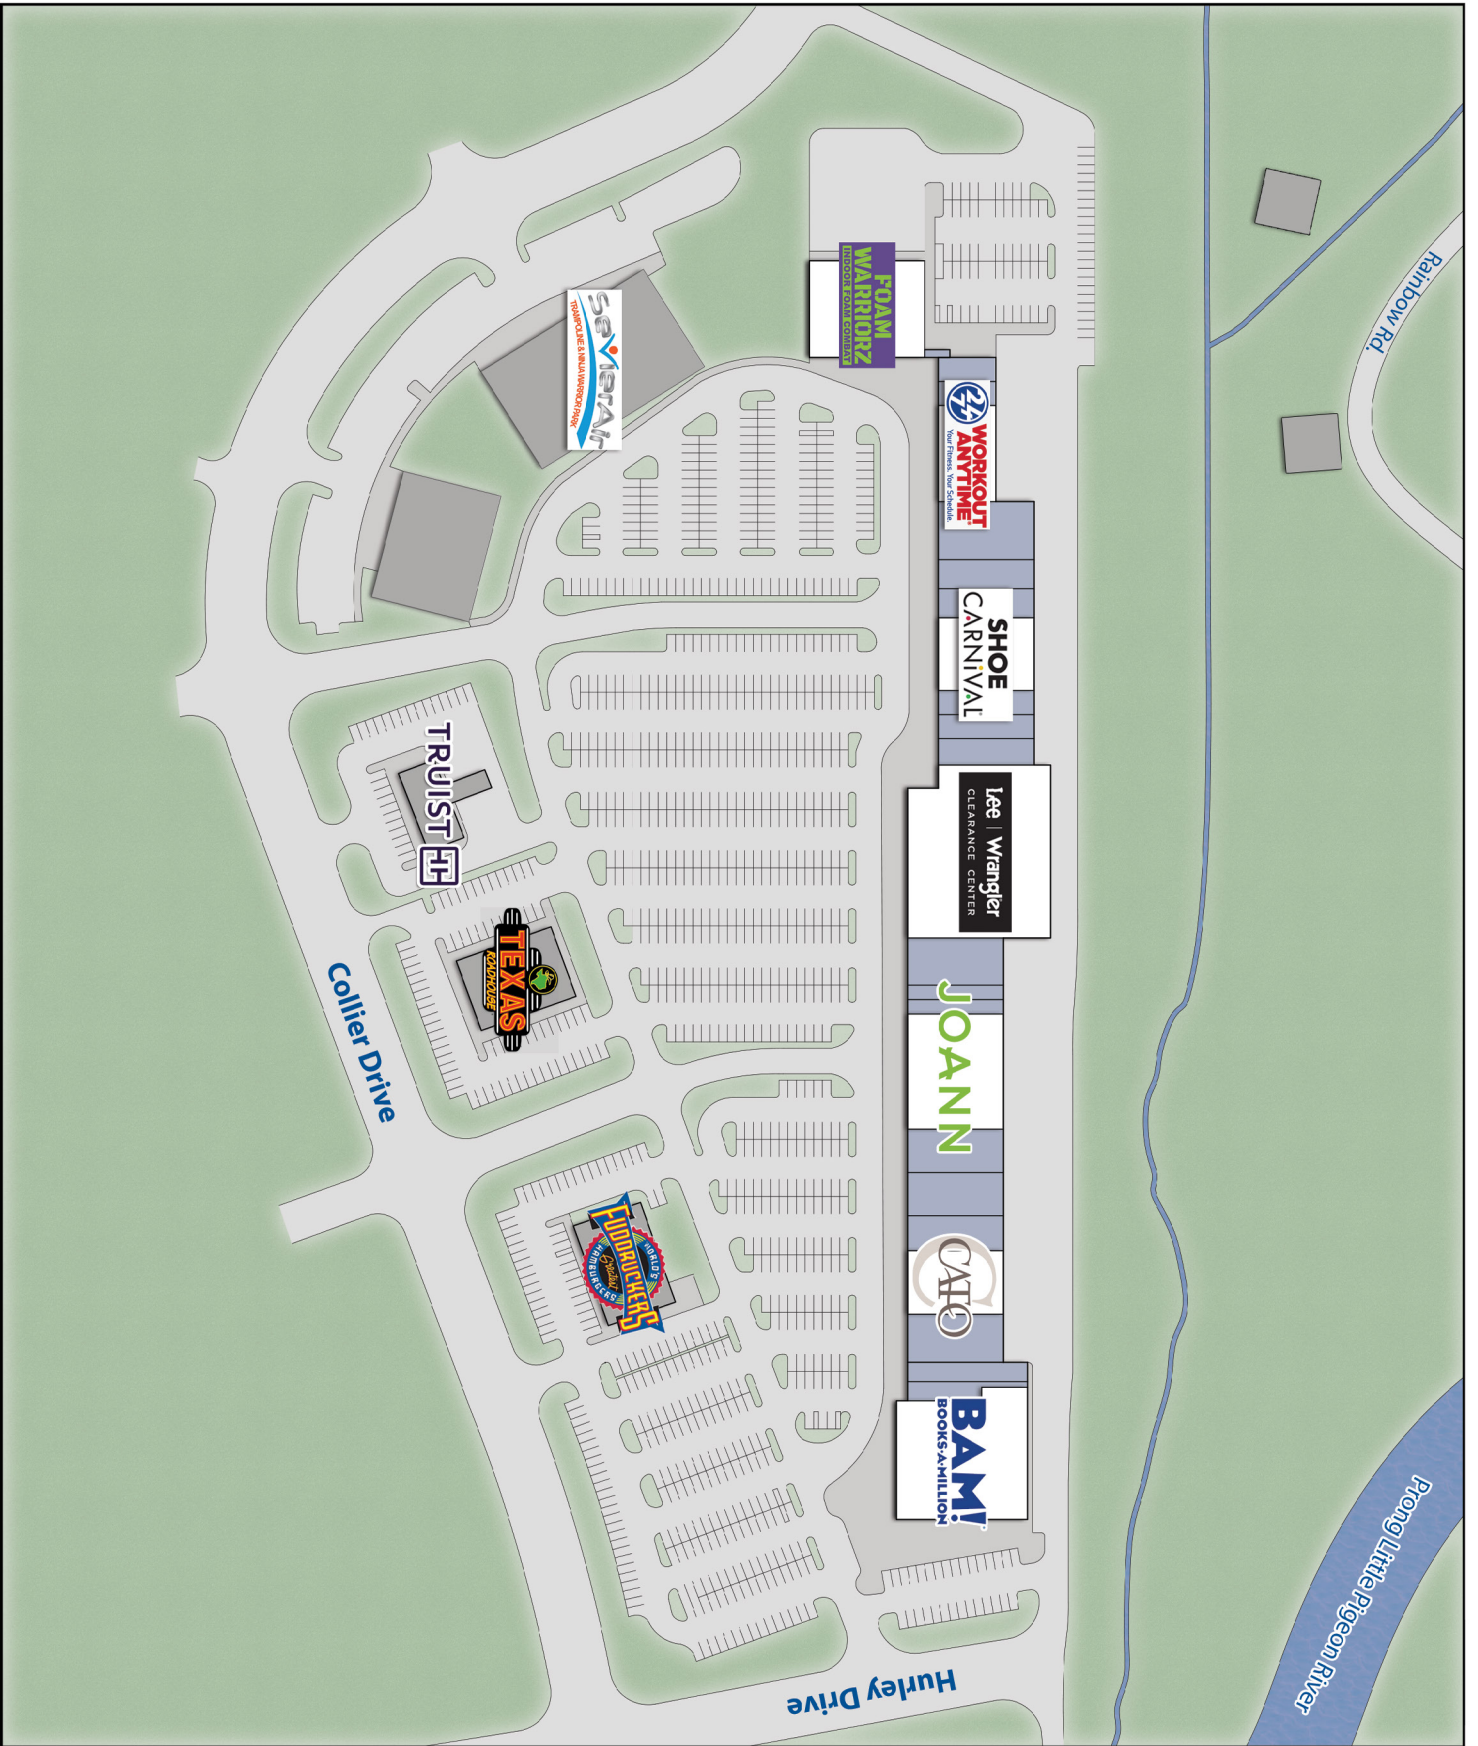 Rainbow Rd.
FOAM
WARRIORZ
INDOOR FOAM COMBAT
SevierAir
TRAMPOLINE & NINJA WARRIOR PARK
WORKOUT
ANYTIME
Your Fitness. Your Schedule.
SHOE
CARNiVAL
TRUIST
Lee | Wrangler
CLEARANCE CENTER
TEXAS
ROADHOUSE
Collier Drive
JOANN
FUDDRUCKERS
WORLD'S
Greatest
HAMBURGERS
CATO
BAM!
BOOKS•A•MILLION
Prong Little Pigeon River
Hurley Drive